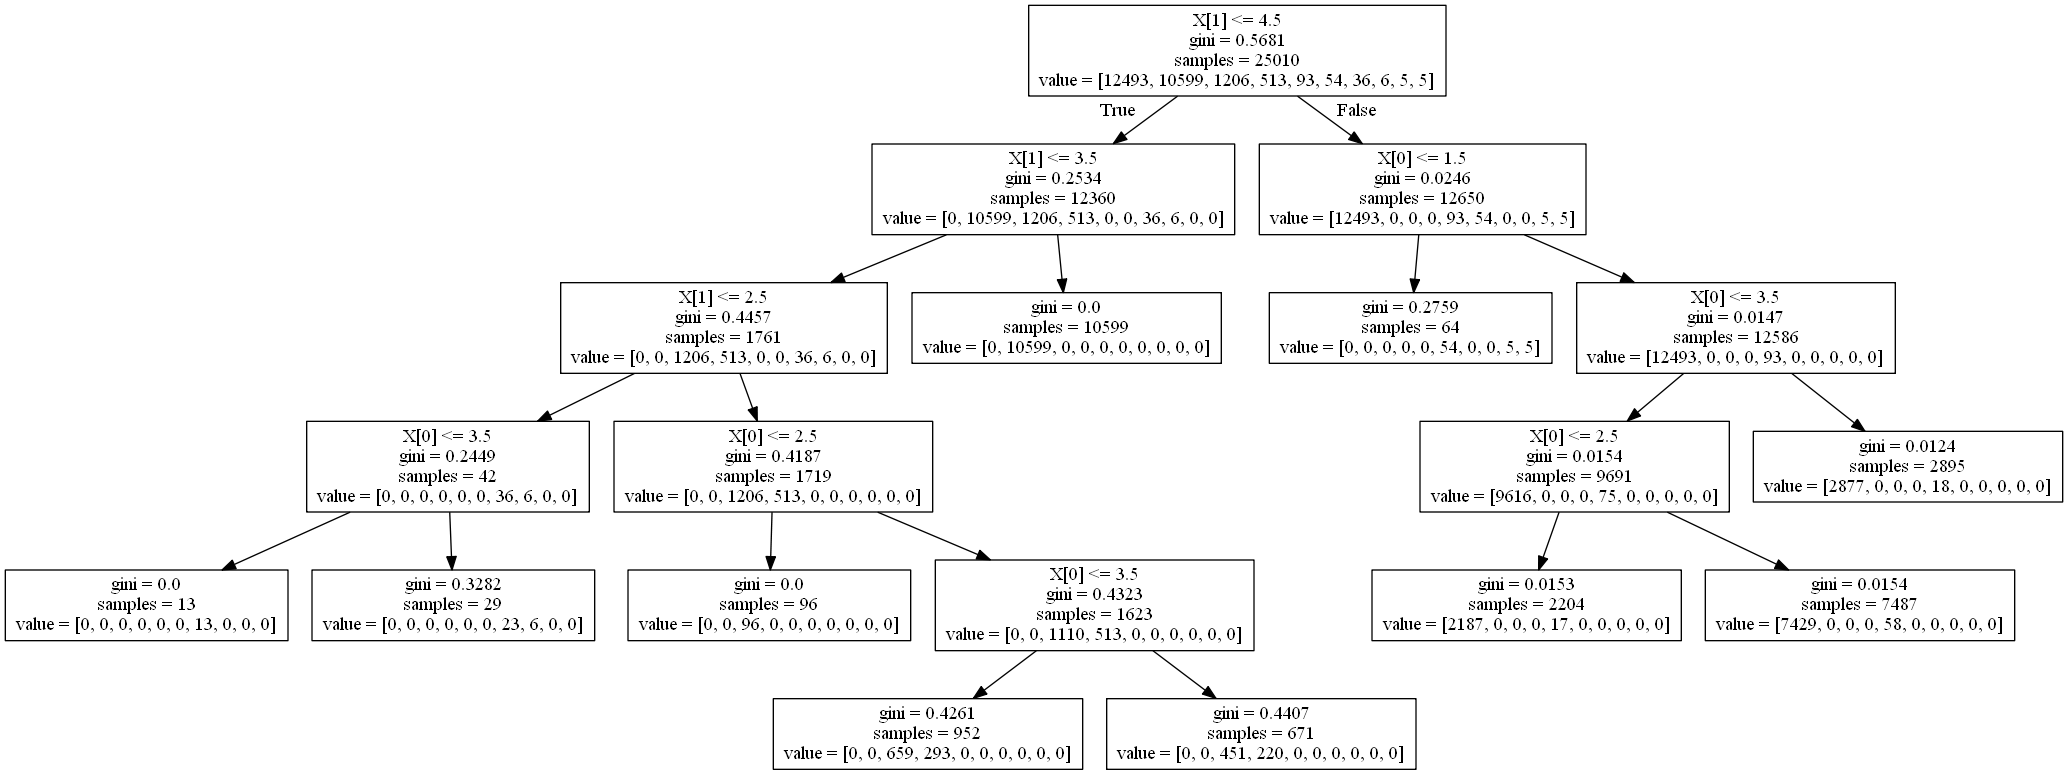 X[1] <= 4.5
gini = 0.5681
samples = 25010
value = [12493, 10599, 1206, 513, 93, 54, 36, 6, 5, 5]
True
False
X[1] <= 3.5
gini = 0.2534
samples = 12360
value = [0, 10599, 1206, 513, 0, 0, 36, 6, 0, 0]
X[0] <= 1.5
gini = 0.0246
samples = 12650
value = [12493, 0, 0, 0, 93, 54, 0, 0, 5, 5]
X[1] <= 2.5
gini = 0.4457
samples = 1761
value = [0, 0, 1206, 513, 0, 0, 36, 6, 0, 0]
gini = 0.0
samples = 10599
value = [0, 10599, 0, 0, 0, 0, 0, 0, 0, 0]
gini = 0.2759
samples = 64
value = [0, 0, 0, 0, 0, 54, 0, 0, 5, 5]
X[0] <= 3.5
gini = 0.0147
samples = 12586
value = [12493, 0, 0, 0, 93, 0, 0, 0, 0, 0]
X[0] <= 3.5
gini = 0.2449
samples = 42
value = [0, 0, 0, 0, 0, 0, 36, 6, 0, 0]
X[0] <= 2.5
gini = 0.4187
samples = 1719
value = [0, 0, 1206, 513, 0, 0, 0, 0, 0, 0]
X[0] <= 2.5
gini = 0.0154
samples = 9691
value = [9616, 0, 0, 0, 75, 0, 0, 0, 0, 0]
gini = 0.0124
samples = 2895
value = [2877, 0, 0, 0, 18, 0, 0, 0, 0, 0]
gini = 0.0
samples = 13
value = [0, 0, 0, 0, 0, 0, 13, 0, 0, 0]
gini = 0.3282
samples = 29
value = [0, 0, 0, 0, 0, 0, 23, 6, 0, 0]
gini = 0.0
samples = 96
value = [0, 0, 96, 0, 0, 0, 0, 0, 0, 0]
X[0] <= 3.5
gini = 0.4323
samples = 1623
value = [0, 0, 1110, 513, 0, 0, 0, 0, 0, 0]
gini = 0.0153
samples = 2204
value = [2187, 0, 0, 0, 17, 0, 0, 0, 0, 0]
gini = 0.0154
samples = 7487
value = [7429, 0, 0, 0, 58, 0, 0, 0, 0, 0]
gini = 0.4261
samples = 952
value = [0, 0, 659, 293, 0, 0, 0, 0, 0, 0]
gini = 0.4407
samples = 671
value = [0, 0, 451, 220, 0, 0, 0, 0, 0, 0]